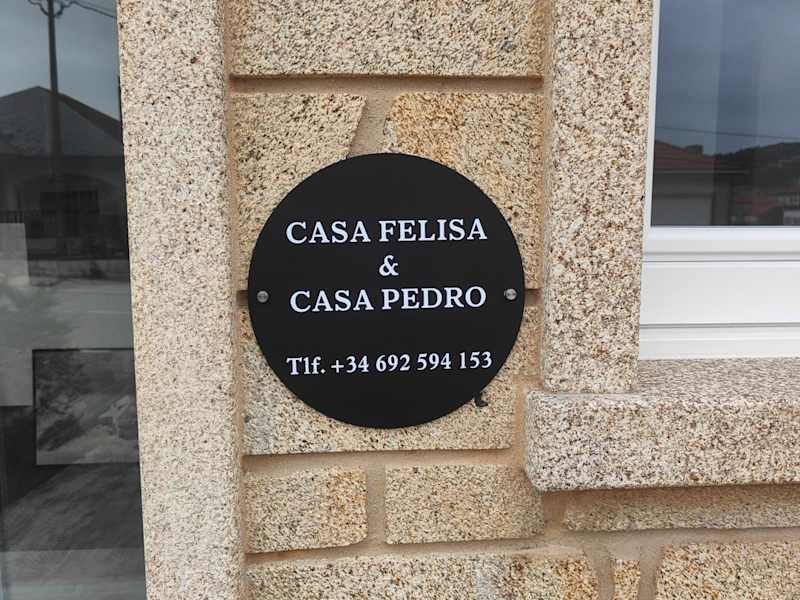 CASA FELISA
&
CASA PEDRO
Tlf. +34 692 594 153